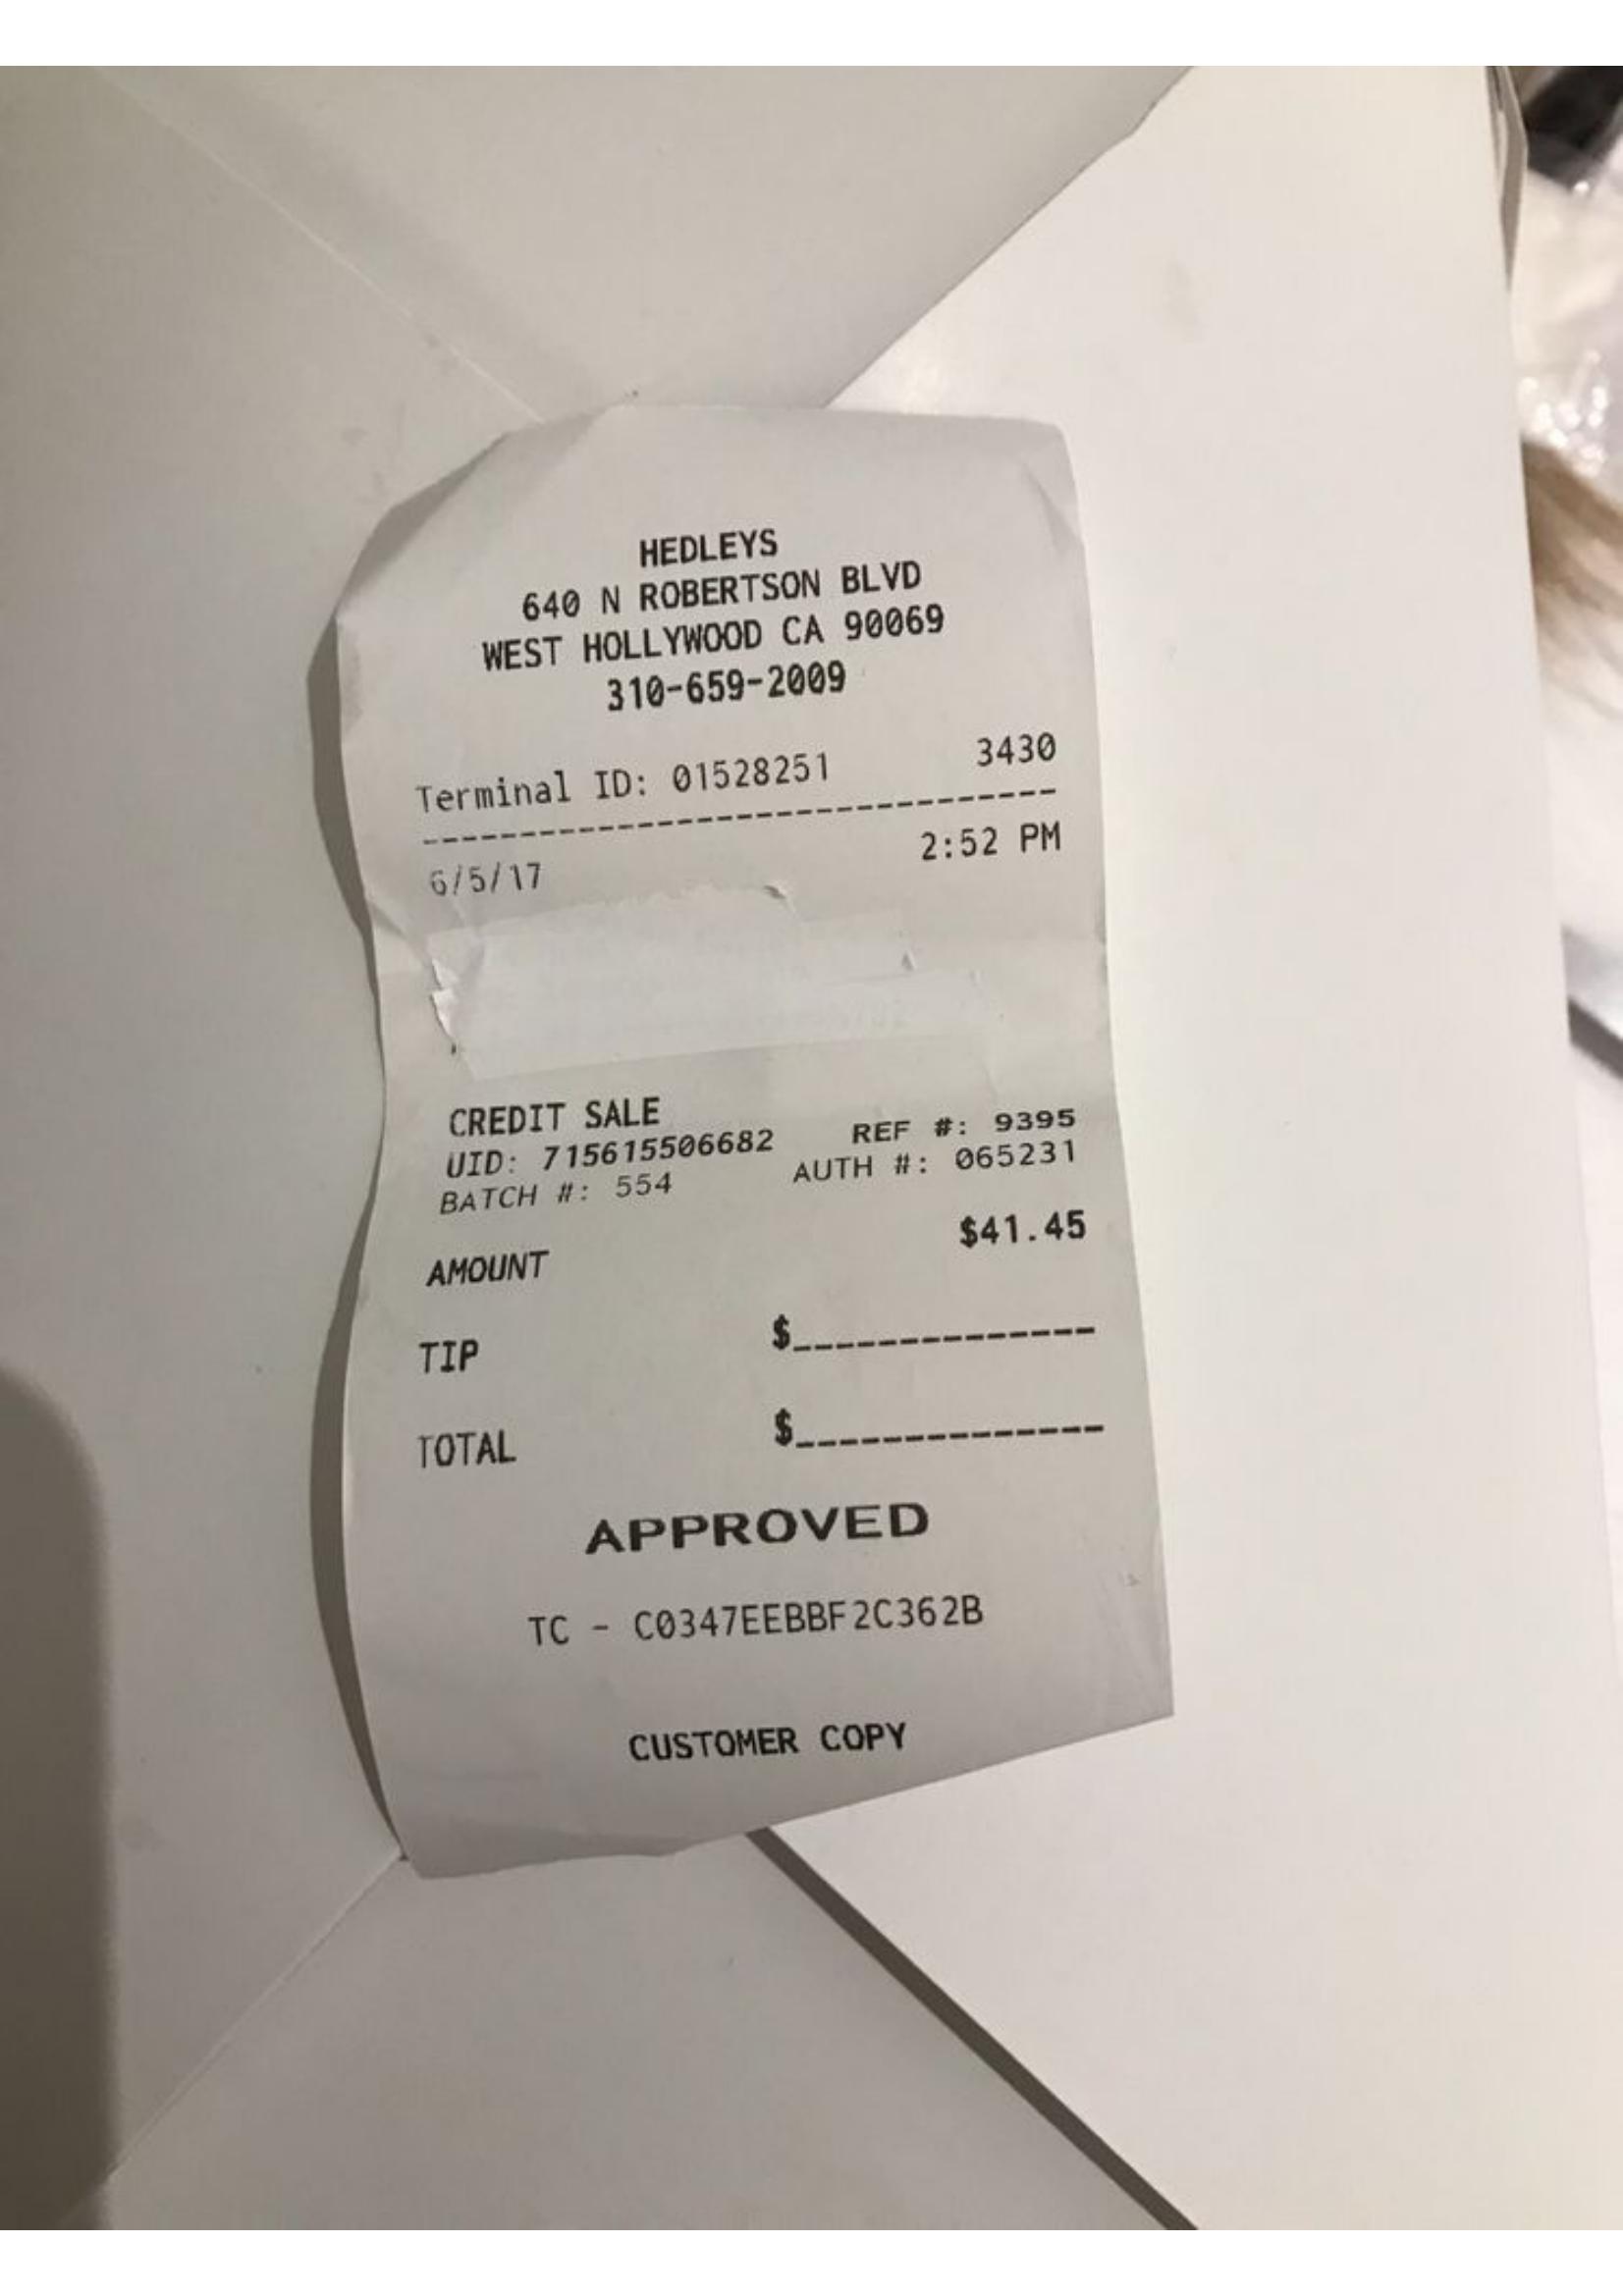 HEDLEYS
640 N ROBERTSON BLVD
WEST HOLLYWOOD CA 90069
310-659-2009
Terminal ID: 01528251 3430
--------------------------------
6/5/17 2:52 PM
CREDIT SALE
UID: 715615506682 REF #: 9395
BATCH #: 554 AUTH #: 065231
AMOUNT $41.45
TIP $______________
TOTAL $______________
APPROVED
TC - C0347EEBBF2C362B
CUSTOMER COPY